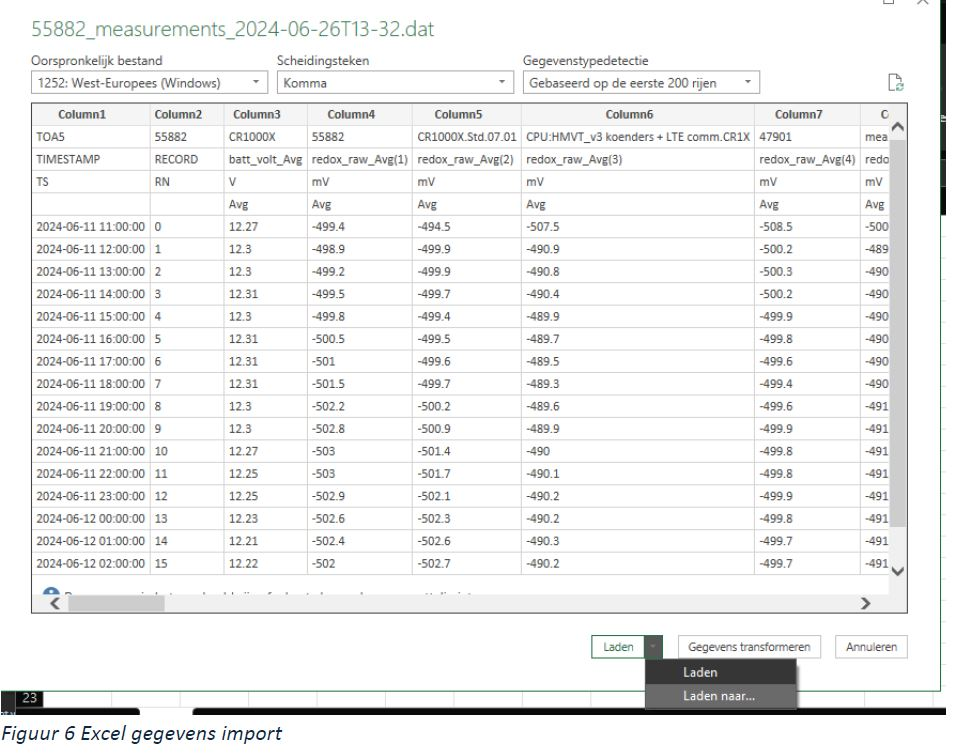 55882_measurements_2024-06-26T13-32.dat
Oorspronkelijk bestand Scheidingsteken Gegevenstypedetectie
1252: West-Europees (Windows) Komma Gebaseerd op de eerste 200 rijen
Column1 Column2 Column3 Column4 Column5 Column6 Column7 C
TOA5 55882 CR1000X 55882 CR1000X.Std.07.01 CPU:HMVT_v3 koenders + LTE comm.CR1X 47901 mea
TIMESTAMP RECORD batt_volt_Avg redox_raw_Avg(1) redox_raw_Avg(2) redox_raw_Avg(3) redox_raw_Avg(4) redo
TS RN V mV mV mV mV mV
Avg Avg Avg Avg Avg Avg
2024-06-11 11:00:00 0 12.27 -499.4 -494.5 -507.5 -508.5 -500
2024-06-11 12:00:00 1 12.3 -498.9 -499.9 -490.9 -500.2 -489
2024-06-11 13:00:00 2 12.3 -499.2 -499.9 -490.8 -500.3 -490
2024-06-11 14:00:00 3 12.31 -499.5 -499.7 -490.4 -500.2 -490
2024-06-11 15:00:00 4 12.3 -499.8 -499.4 -489.9 -499.9 -490
2024-06-11 16:00:00 5 12.31 -500.5 -499.5 -489.7 -499.8 -490
2024-06-11 17:00:00 6 12.31 -501 -499.6 -489.5 -499.6 -490
2024-06-11 18:00:00 7 12.31 -501.5 -499.7 -489.3 -499.4 -490
2024-06-11 19:00:00 8 12.3 -502.2 -500.2 -489.6 -499.6 -491
2024-06-11 20:00:00 9 12.3 -502.8 -500.9 -489.9 -499.9 -491
2024-06-11 21:00:00 10 12.27 -503 -501.4 -490 -499.8 -491
2024-06-11 22:00:00 11 12.25 -503 -501.7 -490.1 -499.8 -491
2024-06-11 23:00:00 12 12.25 -502.9 -502.1 -490.2 -499.9 -491
2024-06-12 00:00:00 13 12.23 -502.6 -502.3 -490.2 -499.8 -491
2024-06-12 01:00:00 14 12.21 -502.4 -502.6 -490.3 -499.7 -491
2024-06-12 02:00:00 15 12.22 -502 -502.7 -490.2 -499.7 -491
Laden Gegevens transformeren Annuleren
Laden
Laden naar...
23
Figuur 6 Excel gegevens import